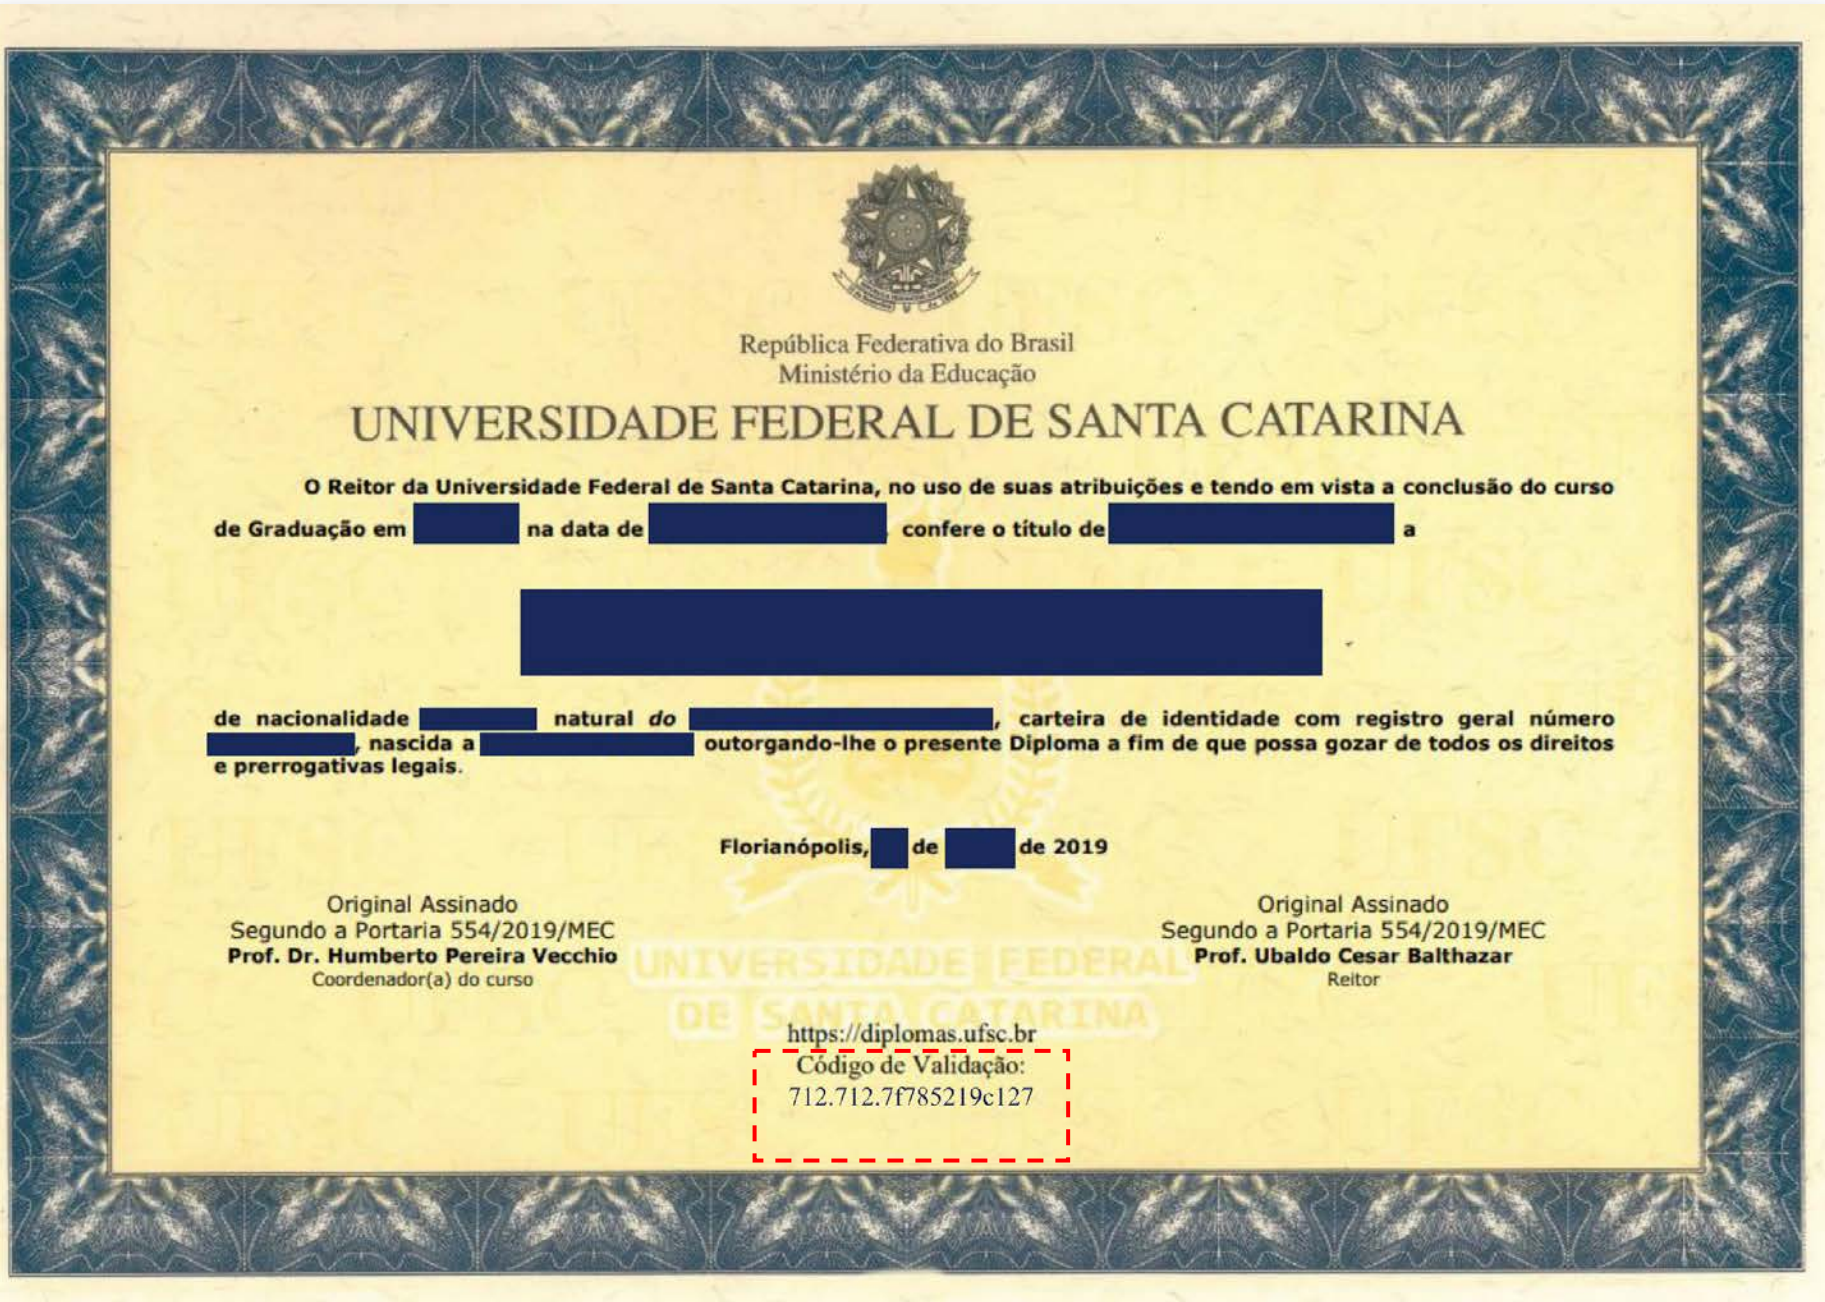 República Federativa do Brasil
Ministério da Educação
UNIVERSIDADE FEDERAL DE SANTA CATARINA
O Reitor da Universidade Federal de Santa Catarina, no uso de suas atribuições e tendo em vista a conclusão do curso
de Graduação em na data de , confere o título de a
de nacionalidade natural do , carteira de identidade com registro geral número
, nascida a outorgando-lhe o presente Diploma a fim de que possa gozar de todos os direitos
e prerrogativas legais.
Florianópolis, de de 2019
Original Assinado
Segundo a Portaria 554/2019/MEC
Prof. Dr. Humberto Pereira Vecchio
Coordenador(a) do curso
Original Assinado
Segundo a Portaria 554/2019/MEC
Prof. Ubaldo Cesar Balthazar
Reitor
UNIVERSIDADE FEDERAL
DE SANTA CATARINA
https://diplomas.ufsc.br
Código de Validação:
712.712.7f785219c127